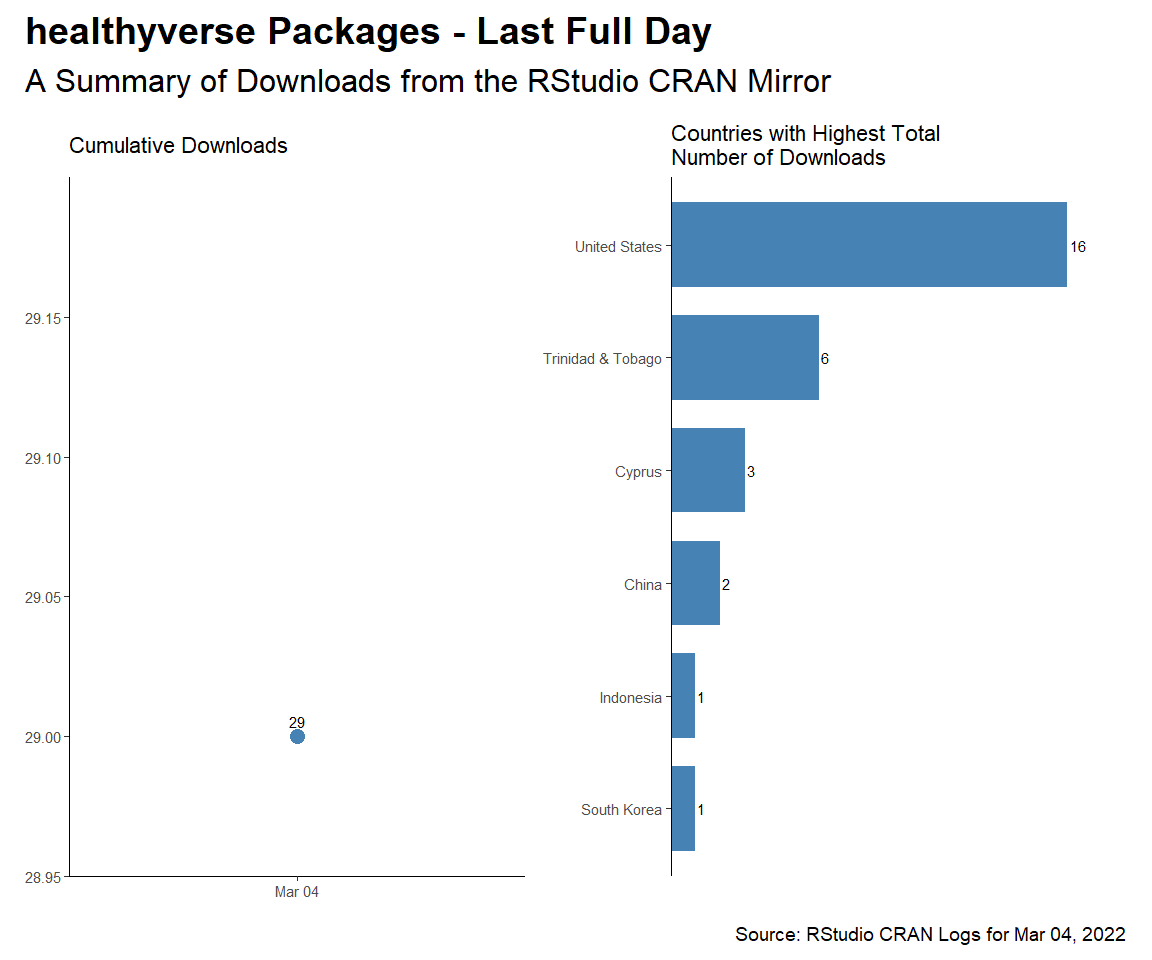 healthyverse Packages - Last Full Day
A Summary of Downloads from the RStudio CRAN Mirror
Cumulative Downloads
29.15
29.10
29.05
29.00
28.95
29
Mar 04
Countries with Highest Total
Number of Downloads
United States 16
Trinidad & Tobago 6
Cyprus 3
China 2
Indonesia 1
South Korea 1
Source: RStudio CRAN Logs for Mar 04, 2022